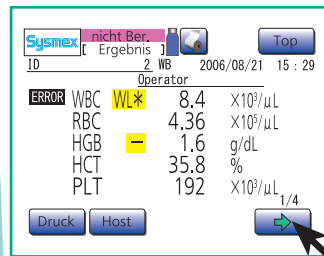 Sysmex nicht Ber. Top
[ Ergebnis ]
ID 2 WB 2006/08/21 15 : 29
Operator
ERROR WBC WL* 8.4 X10³/µL
RBC 4.36 X10⁵/µL
HGB − 1.6 g/dL
HCT 35.8 %
PLT 192 X10³/µL
1/4
Druck Host